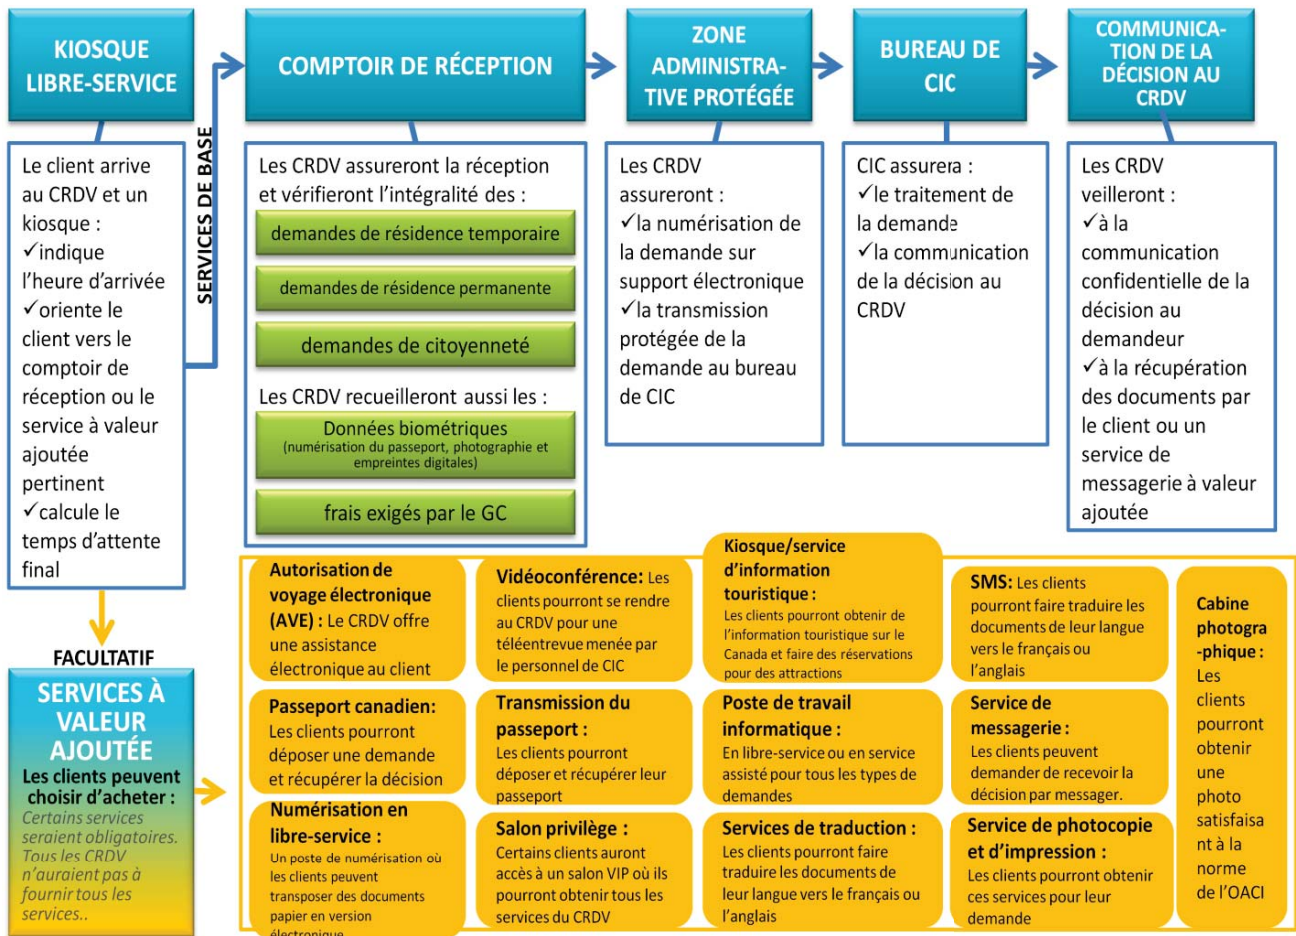 KIOSQUE
LIBRE-SERVICE
Le client arrive
au CRDV et un
kiosque :
✓indique
l'heure d'arrivée
✓oriente le
client vers le
comptoir de
réception ou le
service à valeur
ajoutée
pertinent
✓calcule le
temps d'attente
final
SERVICES DE BASE
COMPTOIR DE RÉCEPTION
Les CRDV assureront la réception
et vérifieront l'intégralité des :
demandes de résidence temporaire
demandes de résidence permanente
demandes de citoyenneté
Les CRDV recueilleront aussi les :
Données biométriques
(numérisation du passeport, photographie et
empreintes digitales)
frais exigés par le GC
ZONE
ADMINISTRA-
TIVE PROTÉGÉE
Les CRDV
assureront :
✓la numérisation de
la demande sur
support électronique
✓la transmission
protégée de la
demande au bureau
de CIC
BUREAU DE
CIC
CIC assurera :
✓le traitement de
la demande
✓la communication
de la décision au
CRDV
COMMUNICA-
TION DE LA
DÉCISION AU
CRDV
Les CRDV
veilleront :
✓à la
communication
confidentielle de la
décision au
demandeur
✓à la récupération
des documents par
le client ou un
service de
messagerie à valeur
ajoutée
FACULTATIF
SERVICES À
VALEUR
AJOUTÉE
Les clients peuvent
choisir d'acheter :
Certains services
seraient obligatoires.
Tous les CRDV
n'auraient pas à
fournir tous les
services..
Autorisation de
voyage électronique
(AVE) : Le CRDV offre
une assistance
électronique au client
Vidéoconférence: Les
clients pourront se rendre
au CRDV pour une
téléentrevue menée par
le personnel de CIC
Kiosque/service
d'information
touristique :
Les clients pourront obtenir de
l'information touristique sur le
Canada et faire des réservations
pour des attractions
SMS: Les clients
pourront faire traduire les
documents de leur langue
vers le français ou
l'anglais
Cabine
photogra
-phique :
Les
clients
pourront
obtenir
une
photo
satisfaisa
nt à la
norme
de l'OACI
Passeport canadien:
Les clients pourront
déposer une demande
et récupérer la décision
Transmission du
passeport :
Les clients pourront
déposer et récupérer leur
passeport
Poste de travail
informatique :
En libre-service ou en service
assisté pour tous les types de
demandes
Service de
messagerie :
Les clients peuvent
demander de recevoir la
décision par messager.
Numérisation en
libre-service :
Un poste de numérisation où
les clients peuvent
transposer des documents
papier en version
électronique
Salon privilège :
Certains clients auront
accès à un salon VIP où ils
pourront obtenir tous les
services du CRDV
Services de traduction :
Les clients pourront faire
traduire les documents de
leur langue vers le français ou
l'anglais
Service de photocopie
et d'impression :
Les clients pourront obtenir
ces services pour leur
demande